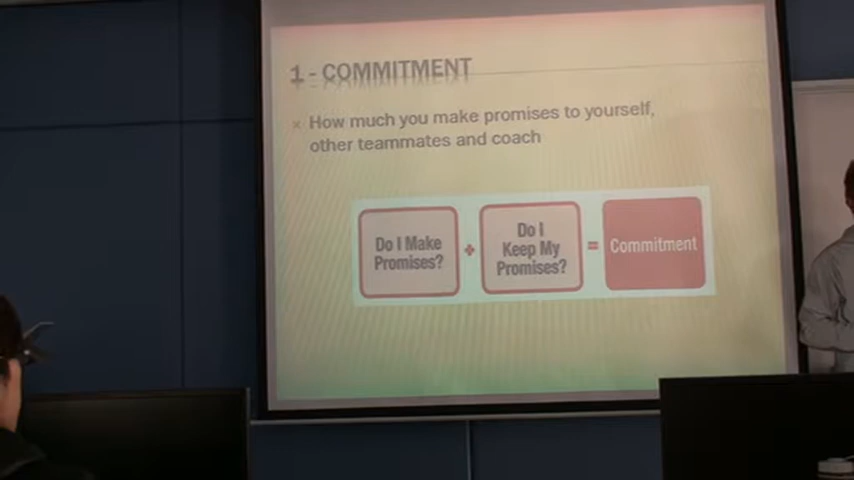 1 - COMMITMENT
× How much you make promises to yourself,
other teammates and coach
Do I Make
Promises?
+
Do I
Keep My
Promises?
=
Commitment